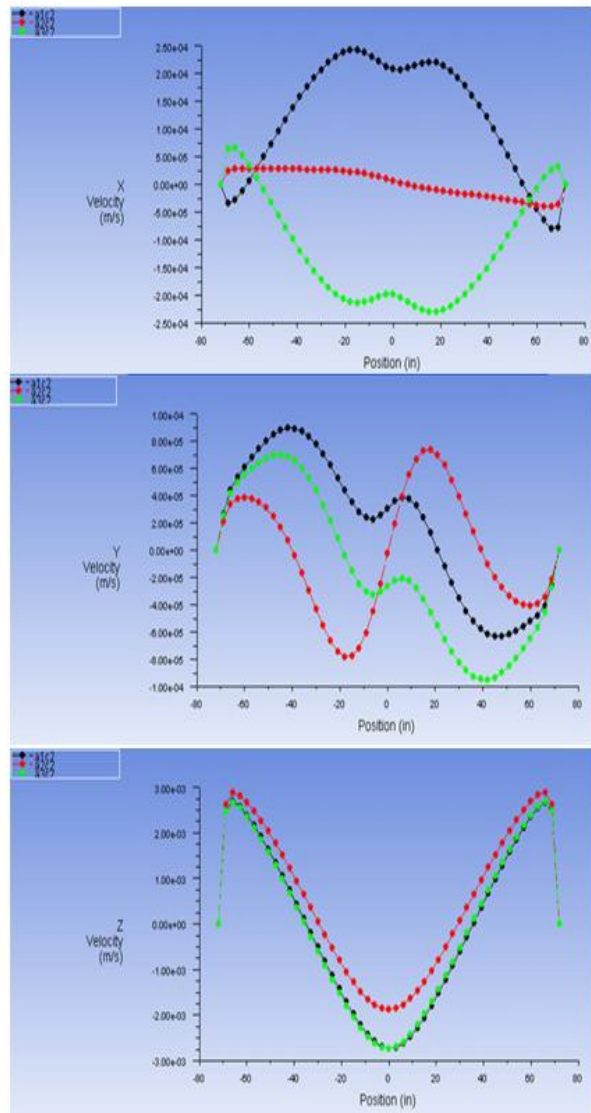 a1c2
a2c2
2.50e-04
2.00e-04
1.50e-04
1.00e-04
5.00e-05
0.00e+00
-5.00e-05
-1.00e-04
-1.50e-04
-2.00e-04
-2.50e-04
X
Velocity
(m/s)
-80 -60 -40 -20 0 20 40 60 80
Position (in)
a1c2
a2c2
1.00e-04
8.00e-05
6.00e-05
4.00e-05
2.00e-05
0.00e+00
-2.00e-05
-4.00e-05
-6.00e-05
-8.00e-05
-1.00e-04
Y
Velocity
(m/s)
-80 -60 -40 -20 0 20 40 60 80
Position (in)
a1c2
a2c2
3.00e-03
2.00e-03
1.00e-03
0.00e+00
-1.00e-03
-2.00e-03
-3.00e-03
Z
Velocity
(m/s)
-80 -60 -40 -20 0 20 40 60 80
Position (in)